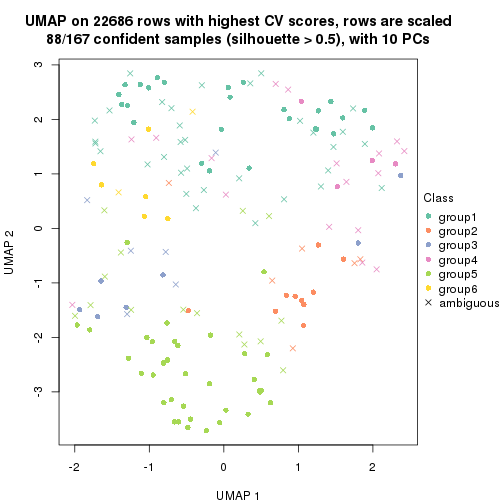 UMAP on 22686 rows with highest CV scores, rows are scaled
88/167 confident samples (silhouette > 0.5), with 10 PCs
3
2
1
0
-1
-2
-3
UMAP 2
-2
-1
0
1
2
UMAP 1
Class
group1
group2
group3
group4
group5
group6
ambiguous